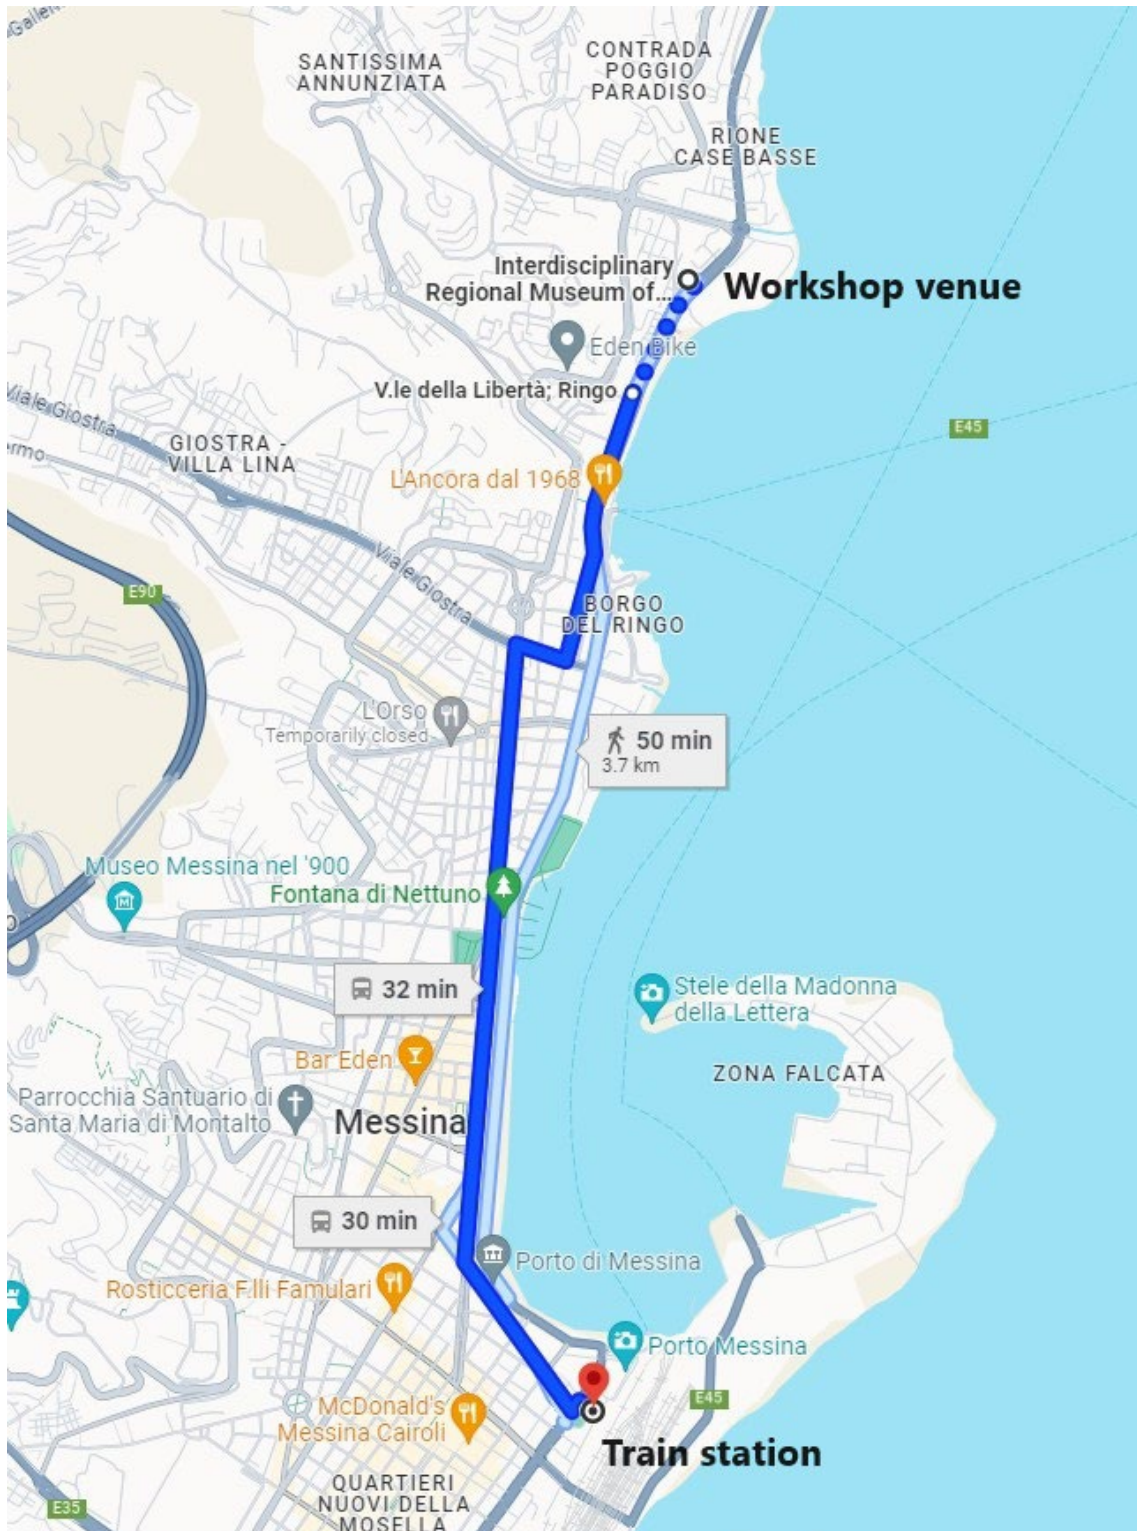 SANTISSIMA
ANNUNZIATA
CONTRADA
POGGIO
PARADISO
RIONE
CASE BASSE
Interdisciplinary
Regional Museum of...
Workshop venue
Eden Bike
V.le della Libertà; Ringo
Viale Giostra
GIOSTRA -
VILLA LINA
E45
L'Ancora dal 1968
Viale Giostra
E90
BORGO
DEL RINGO
L'Orso
Temporarily closed
50 min
3.7 km
Museo Messina nel '900
Fontana di Nettuno
32 min
Stele della Madonna
della Lettera
Bar Eden
ZONA FALCATA
Parrocchia Santuario di
Santa Maria di Montalto
Messina
30 min
Porto di Messina
Rosticceria F.lli Famulari
Porto Messina
E45
McDonald's
Messina Cairoli
Train station
QUARTIERI
NUOVI DELLA
MOSELLA
E35